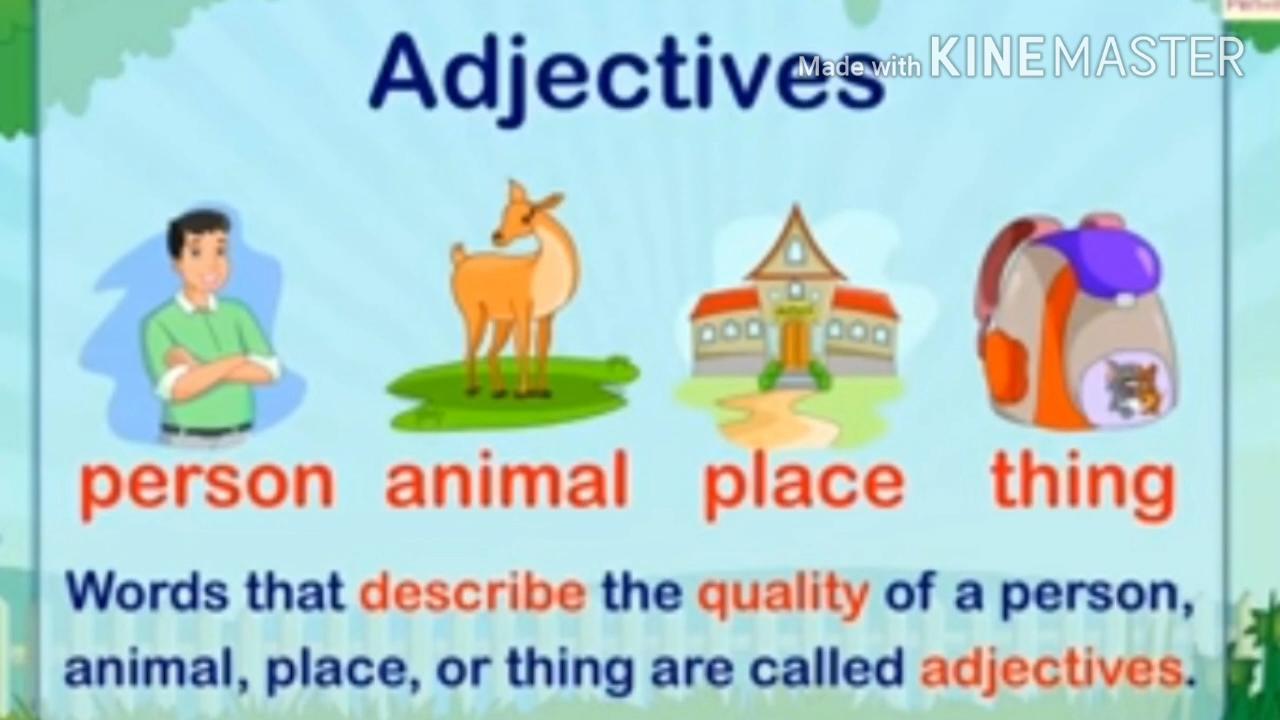 Adjectives
Made with KINEMASTER
person animal place thing
Words that describe the quality of a person,
animal, place, or thing are called adjectives.